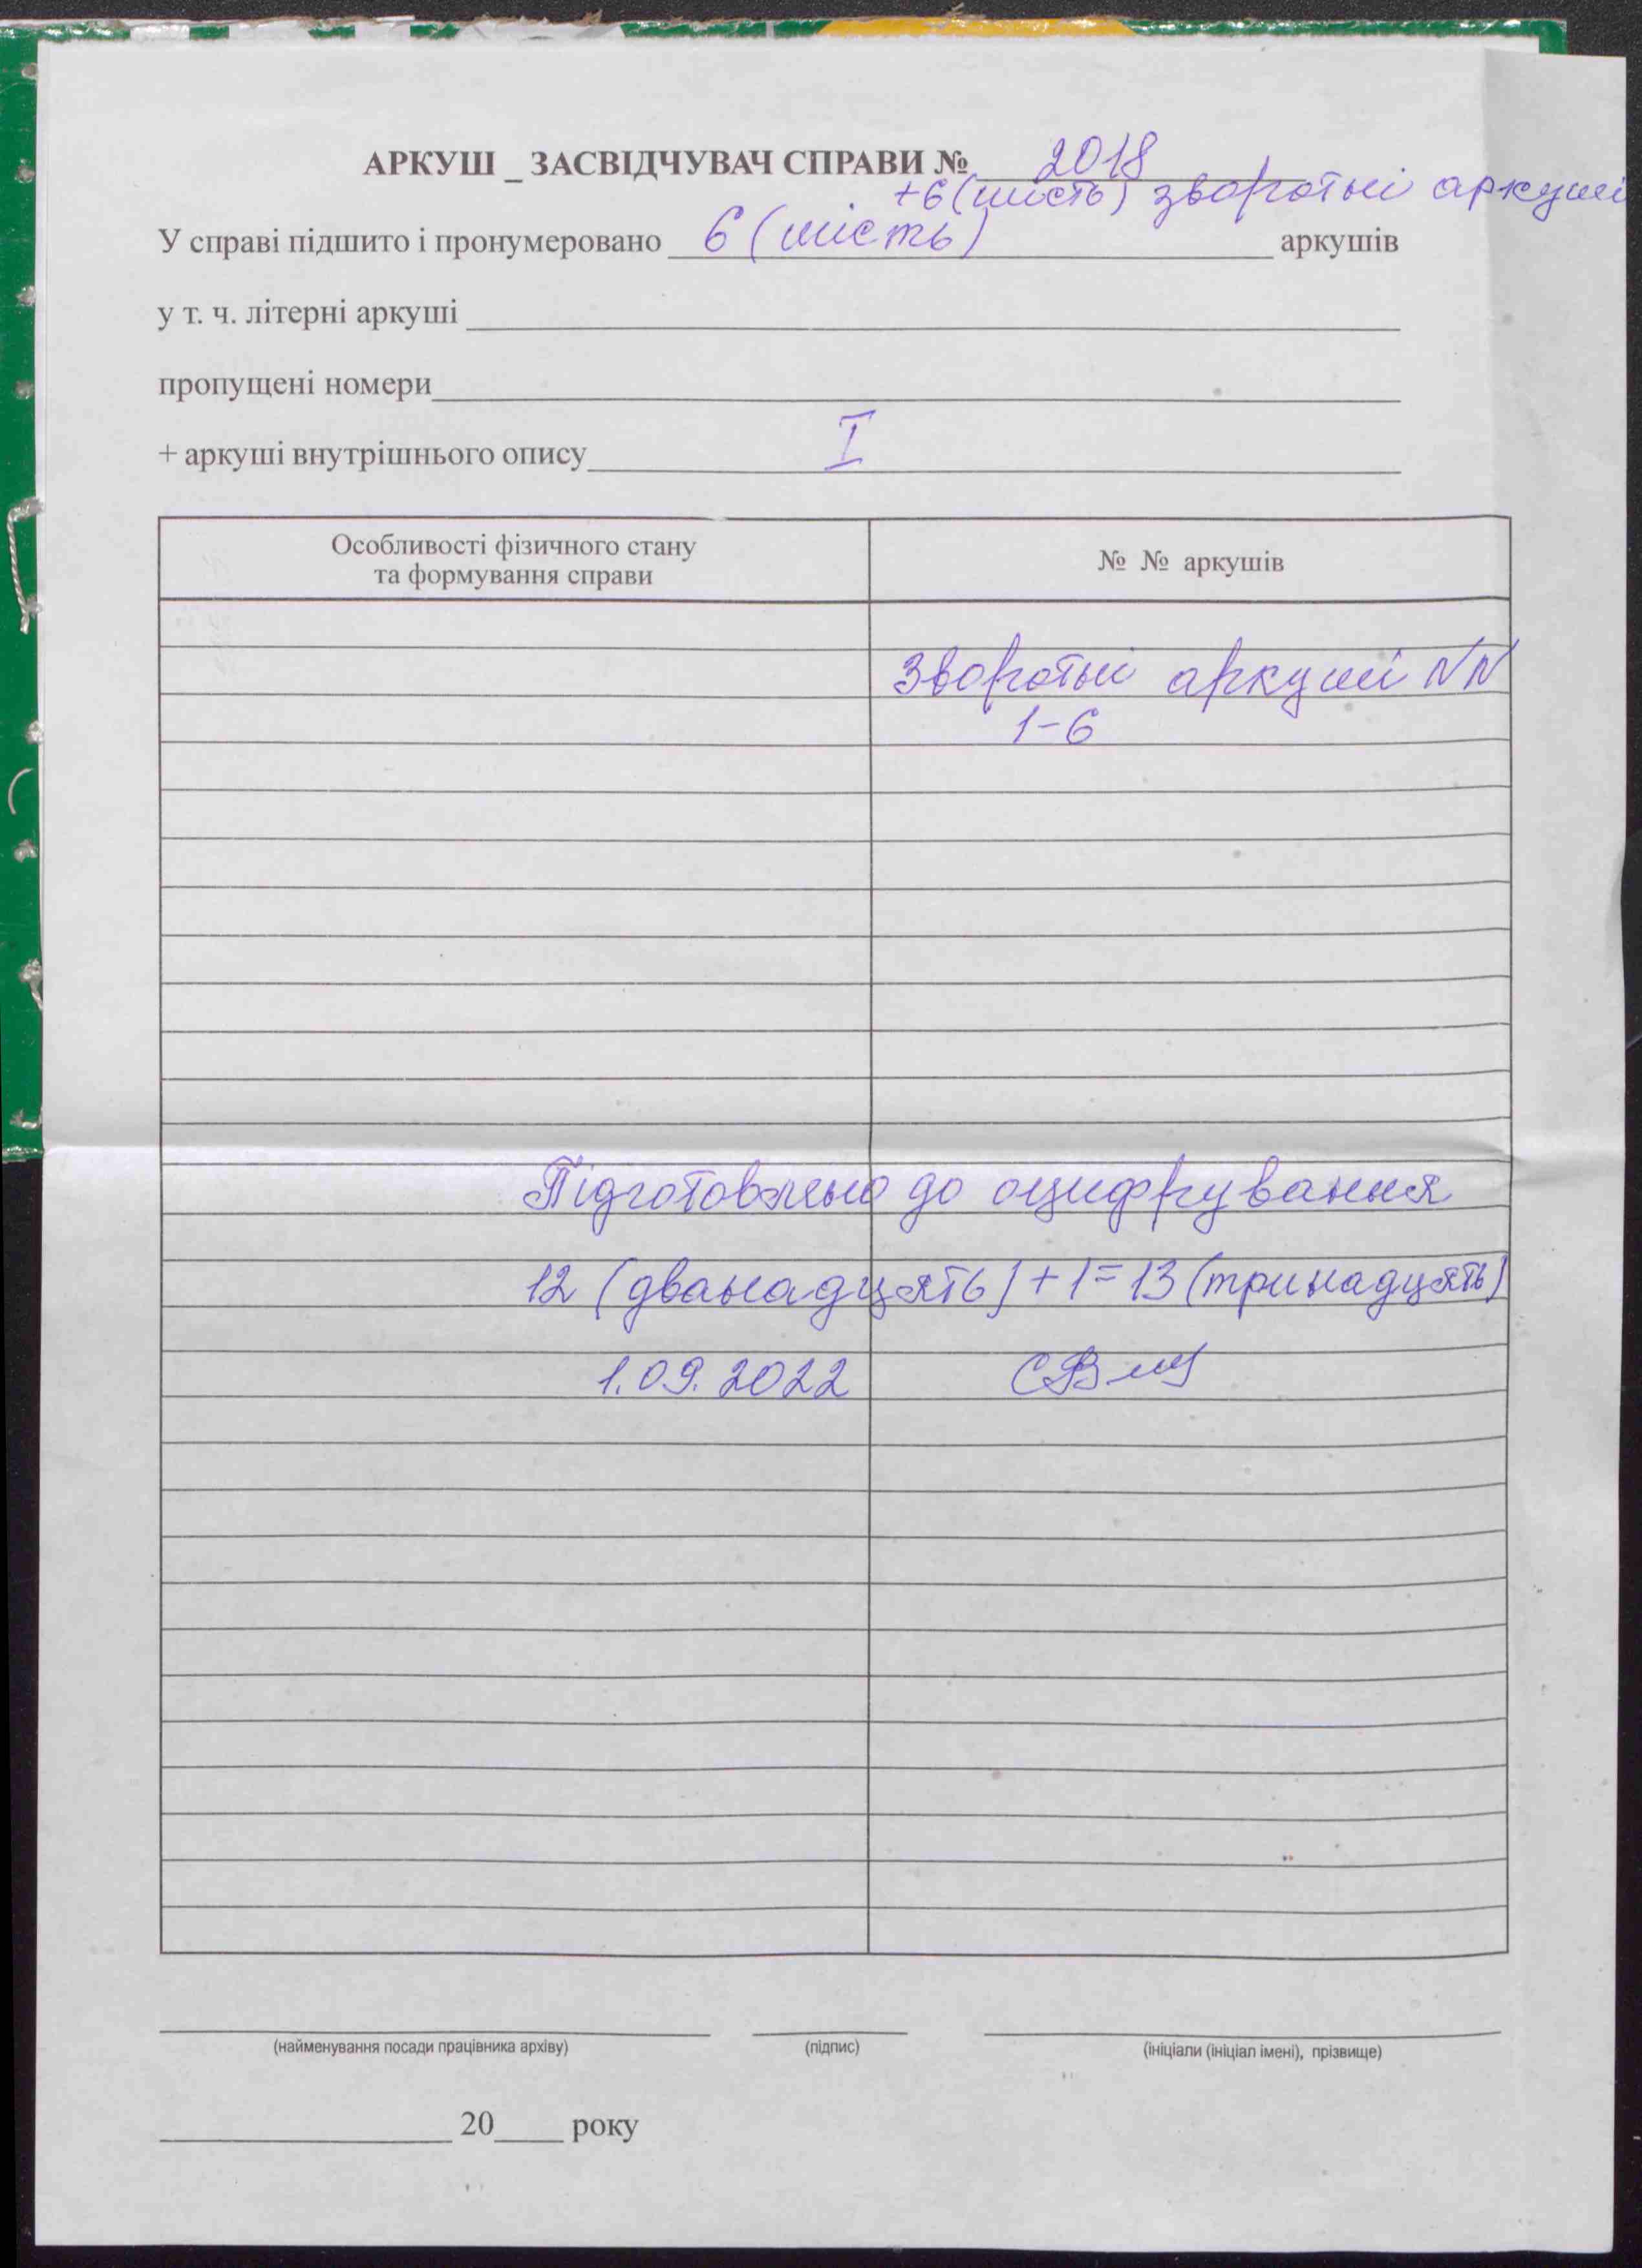 АРКУШ _ ЗАСВІДЧУВАЧ СПРАВИ № 2018
+6 (шість) зворотні аркуші
У справі підшито і пронумеровано 6 (шість) аркушів
у т. ч. літерні аркуші
пропущені номери
+ аркуші внутрішнього опису I
Особливості фізичного стану
та формування справи
№ № аркушів
Зворотні аркуші NN
1-6
Підготовлено до оцифрування
12 (дванадцять) + 1 = 13 (тринадцять)
1.09.2022
(найменування посади працівника архіву) (підпис) (ініціали (ініціал імені), прізвище)
20 року